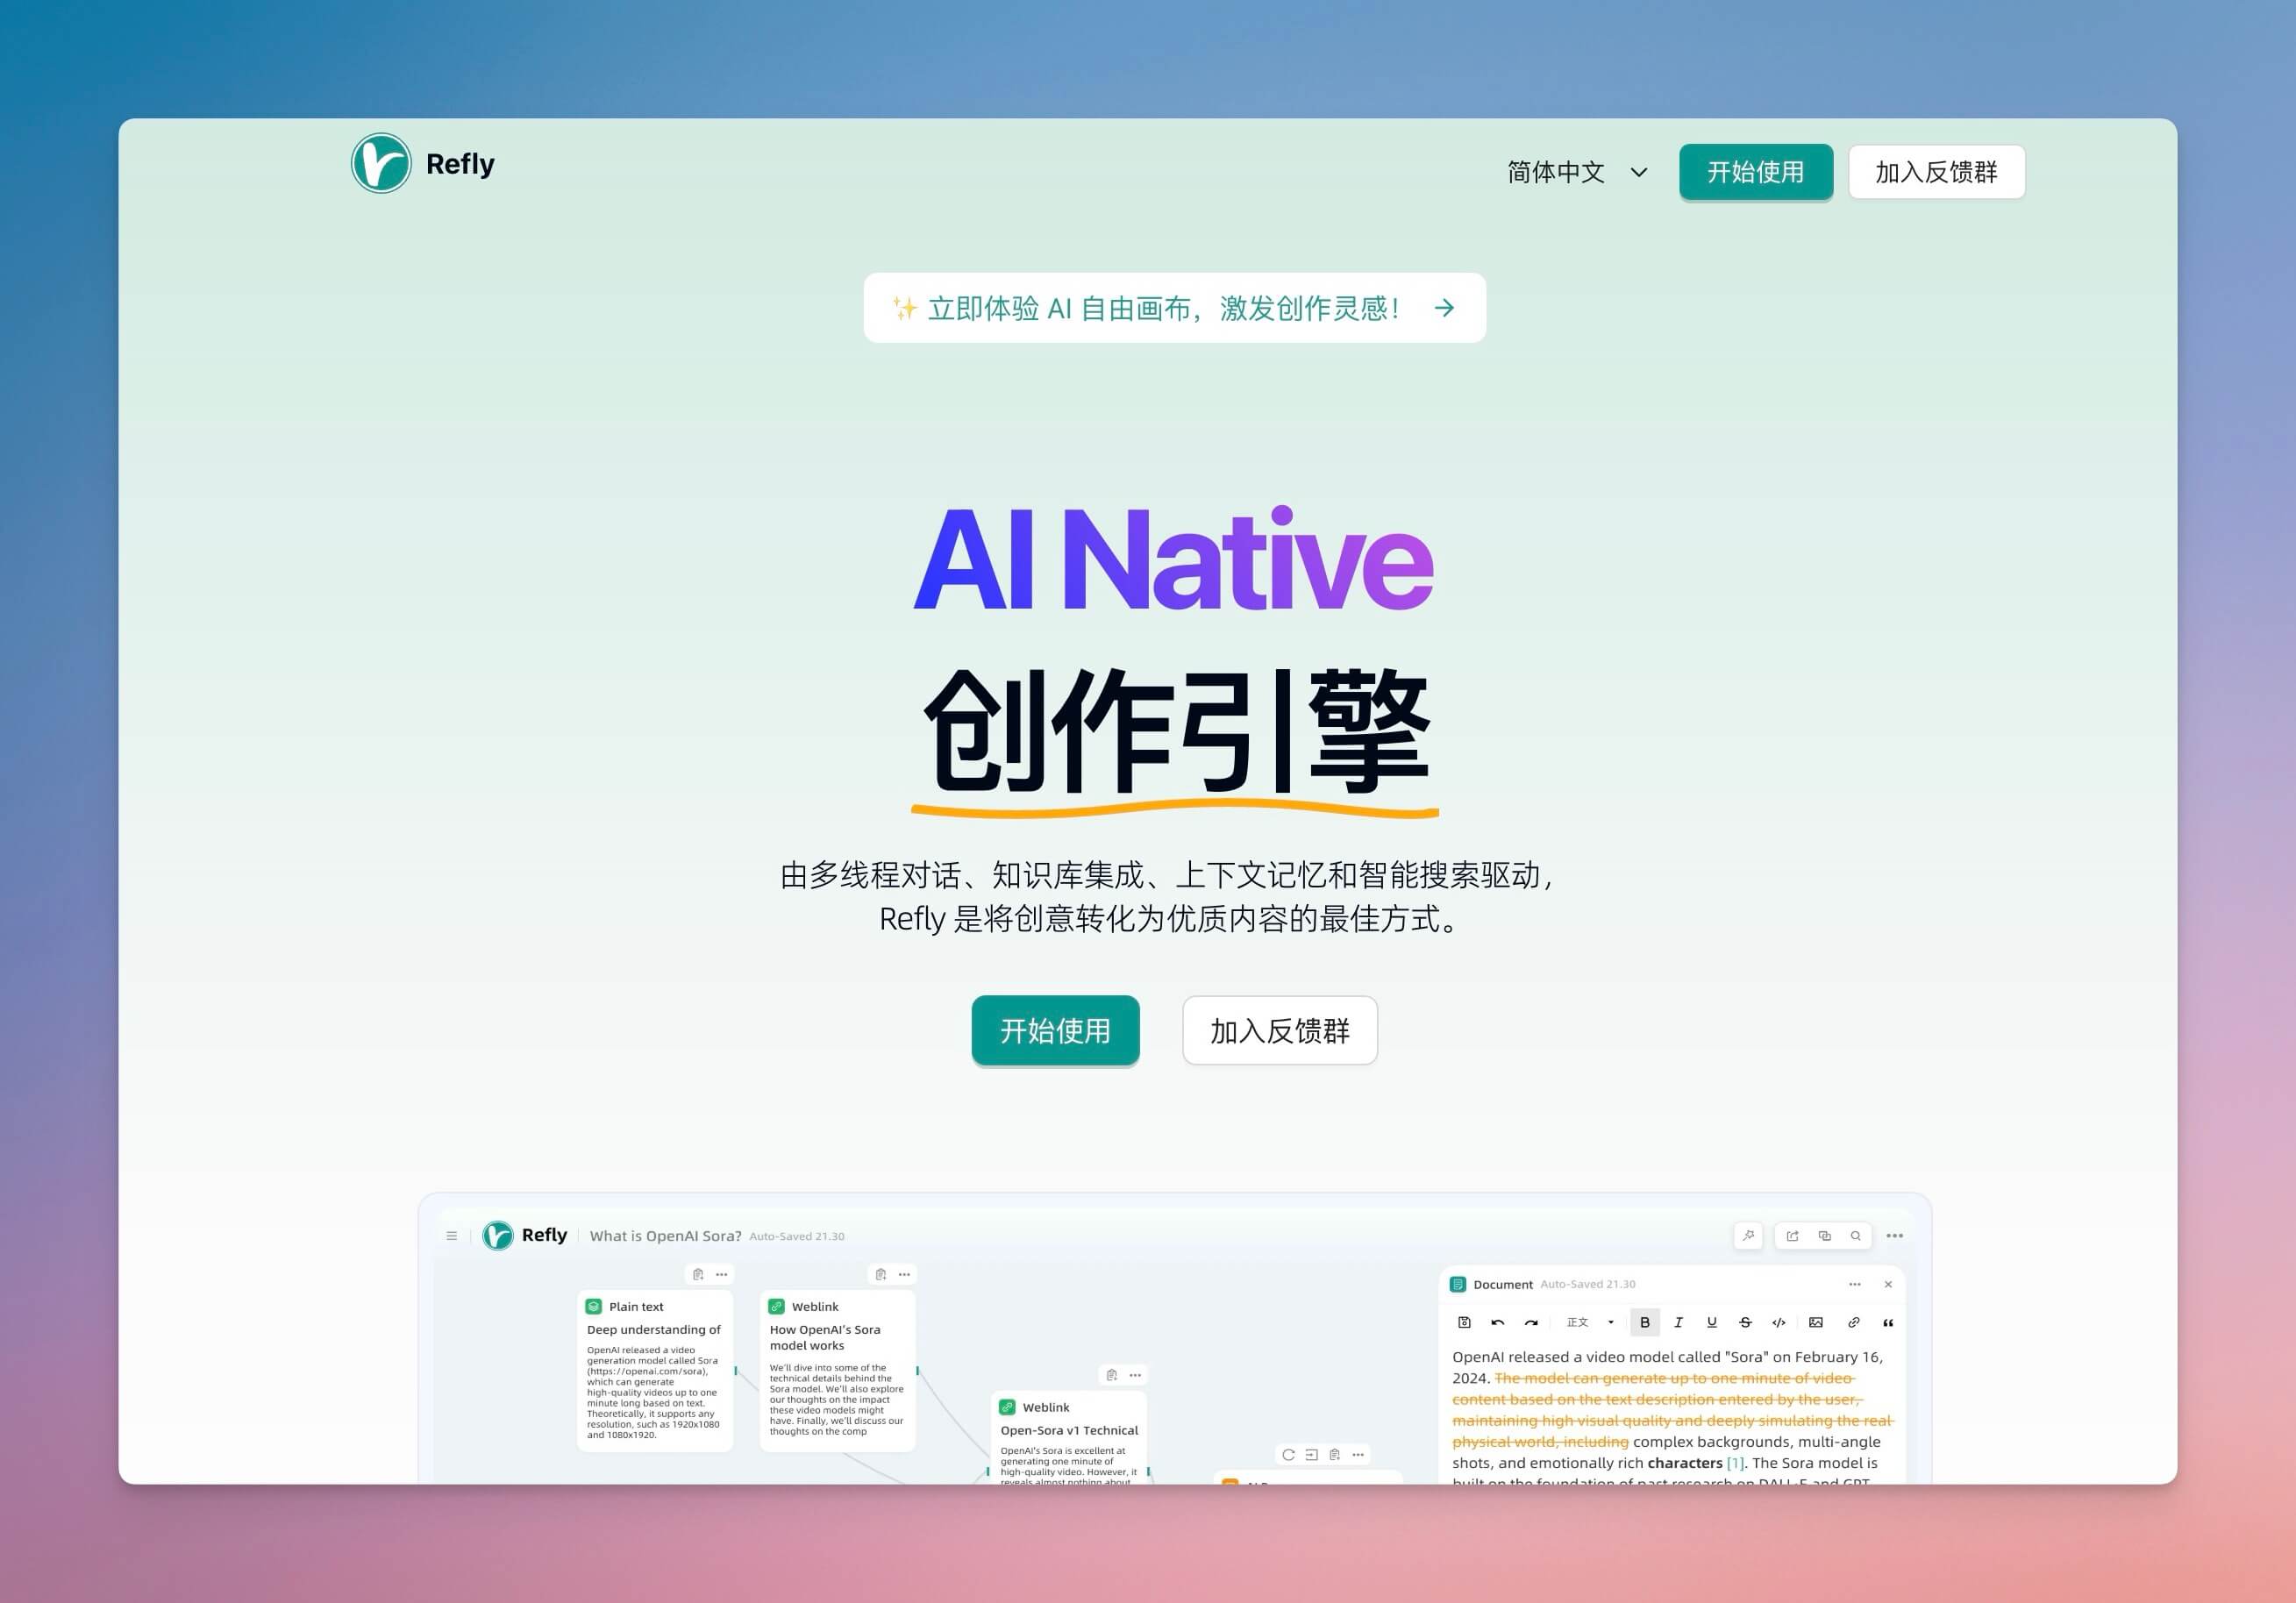 Refly
简体中文
开始使用
加入反馈群
✨ 立即体验 AI 自由画布，激发创作灵感！ →
AI Native
创作引擎
由多线程对话、知识库集成、上下文记忆和智能搜索驱动，
Refly 是将创意转化为优质内容的最佳方式。
开始使用
加入反馈群
Refly
What is OpenAI Sora?
Auto-Saved 21.30
Plain text
Deep understanding of
OpenAI released a video
generation model called Sora
(https://openai.com/sora),
which can generate
high-quality videos up to one
minute long based on text.
Theoretically, it supports any
resolution, such as 1920x1080
and 1080x1920.
Weblink
How OpenAI's Sora
model works
We'll dive into some of the
technical details behind the
Sora model. We'll also explore
our thoughts on the impact
these video models might
have. Finally, we'll discuss our
thoughts on the comp
Weblink
Open-Sora v1 Technical
OpenAI's Sora is excellent at
generating one minute of
high-quality video. However, it
reveals almost nothing about
Document
Auto-Saved 21.30
正文
B I U S </>
OpenAI released a video model called "Sora" on February 16,
2024. The model can generate up to one minute of video
content based on the text description entered by the user,
maintaining high visual quality and deeply simulating the real
physical world, including complex backgrounds, multi-angle
shots, and emotionally rich characters [1]. The Sora model is
built on the foundation of past research on DALL·E and GPT